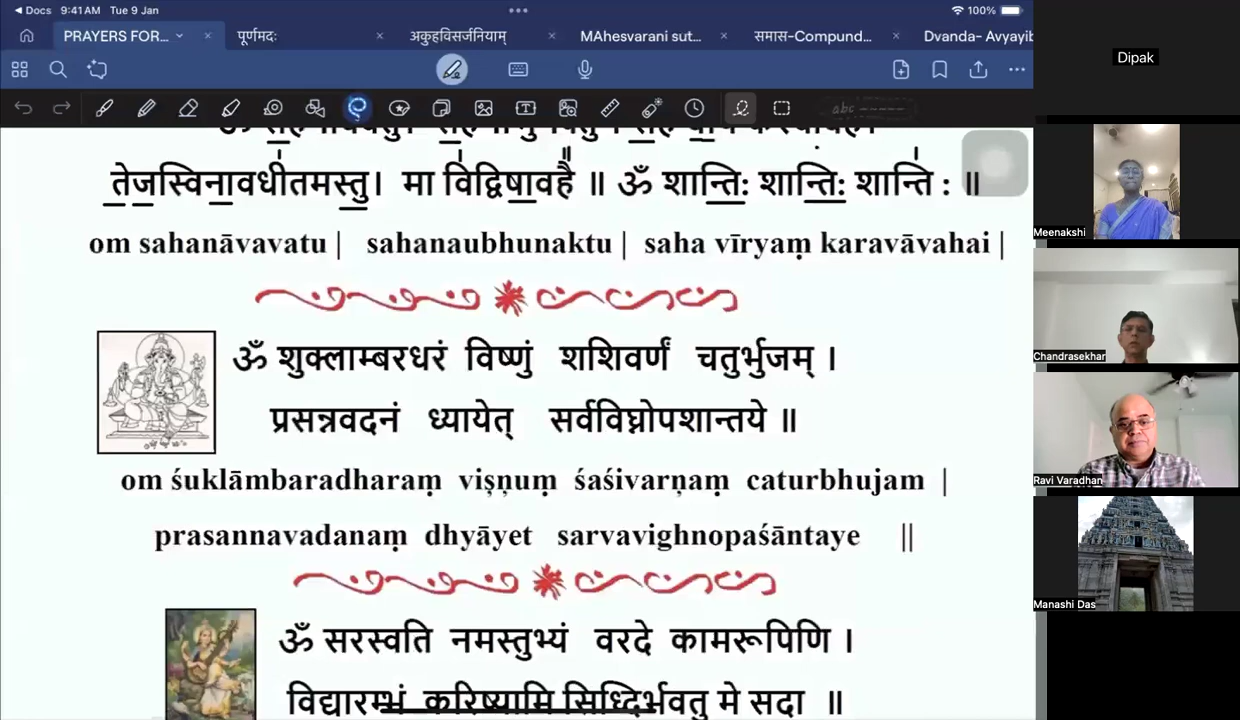 Docs 9:41 AM Tue 9 Jan 100%
PRAYERS FOR... पूर्णमदः अकुहविसर्जनियाम् MAhesvarani sut... समास-Compund... Dvanda- Avyayib
abc
तेजस्विनावधीतमस्तु। मा विद्विषावहै ॥ ॐ शान्तिः शान्तिः शान्ति : ॥
om sahanāvavatu | sahanaubhunaktu | saha vīryaṃ karavāvahai |
ॐ शुक्लाम्बरधरं विष्णुं शशिवर्णं चतुर्भुजम् ।
प्रसन्नवदनं ध्यायेत् सर्वविघ्नोपशान्तये ॥
om śuklāmbaradharaṃ viṣṇuṃ śaśivarṇaṃ caturbhujam |
prasannavadanaṃ dhyāyet sarvavighnopaśāntaye ||
ॐ सरस्वति नमस्तुभ्यं वरदे कामरूपिणि ।
विद्यारम्भं करिष्यामि सिध्दिर्भवतु मे सदा ॥
Dipak
Meenakshi
Chandrasekhar
Ravi Varadhan
Manashi Das